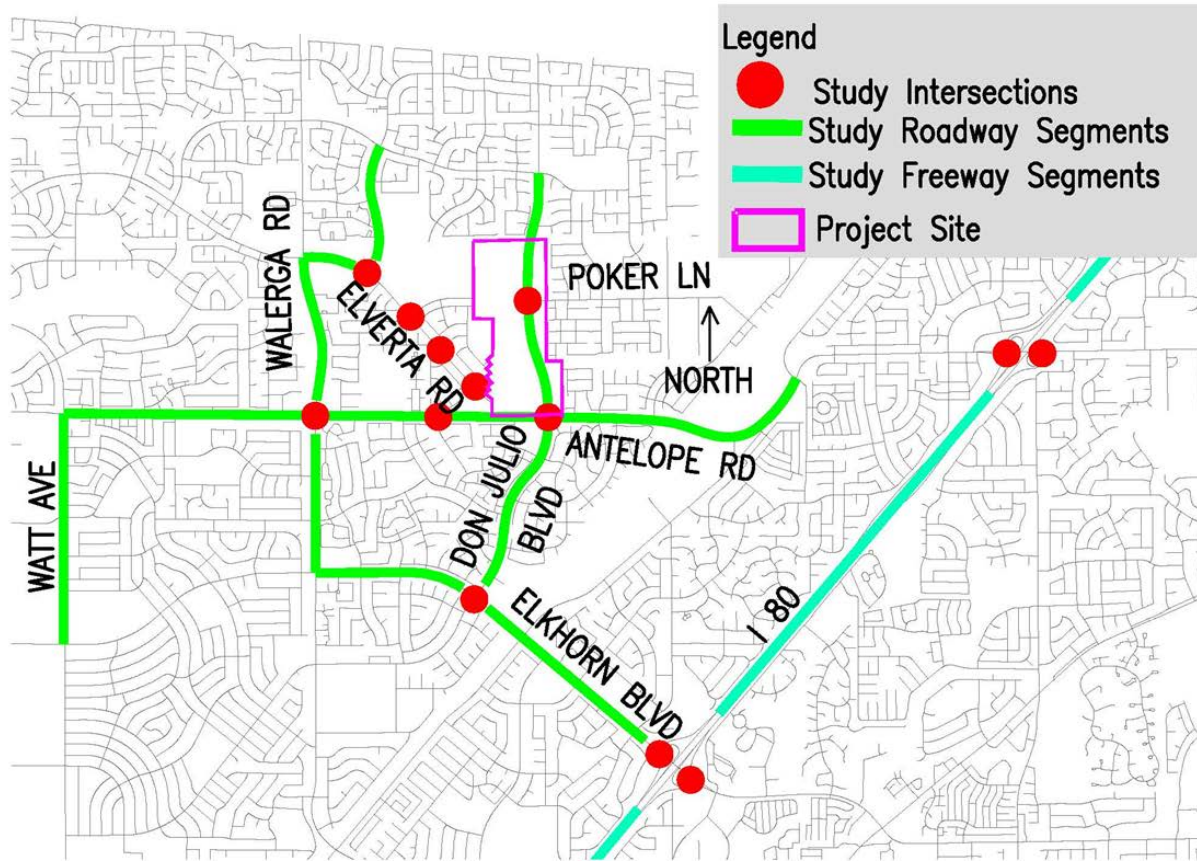 Legend
Study Intersections
Study Roadway Segments
Study Freeway Segments
Project Site
WALERGA RD
POKER LN
ELVERTA RD
NORTH
ANTELOPE RD
WATT AVE
DON JULIO
BLVD
ELKHORN BLVD
I 80